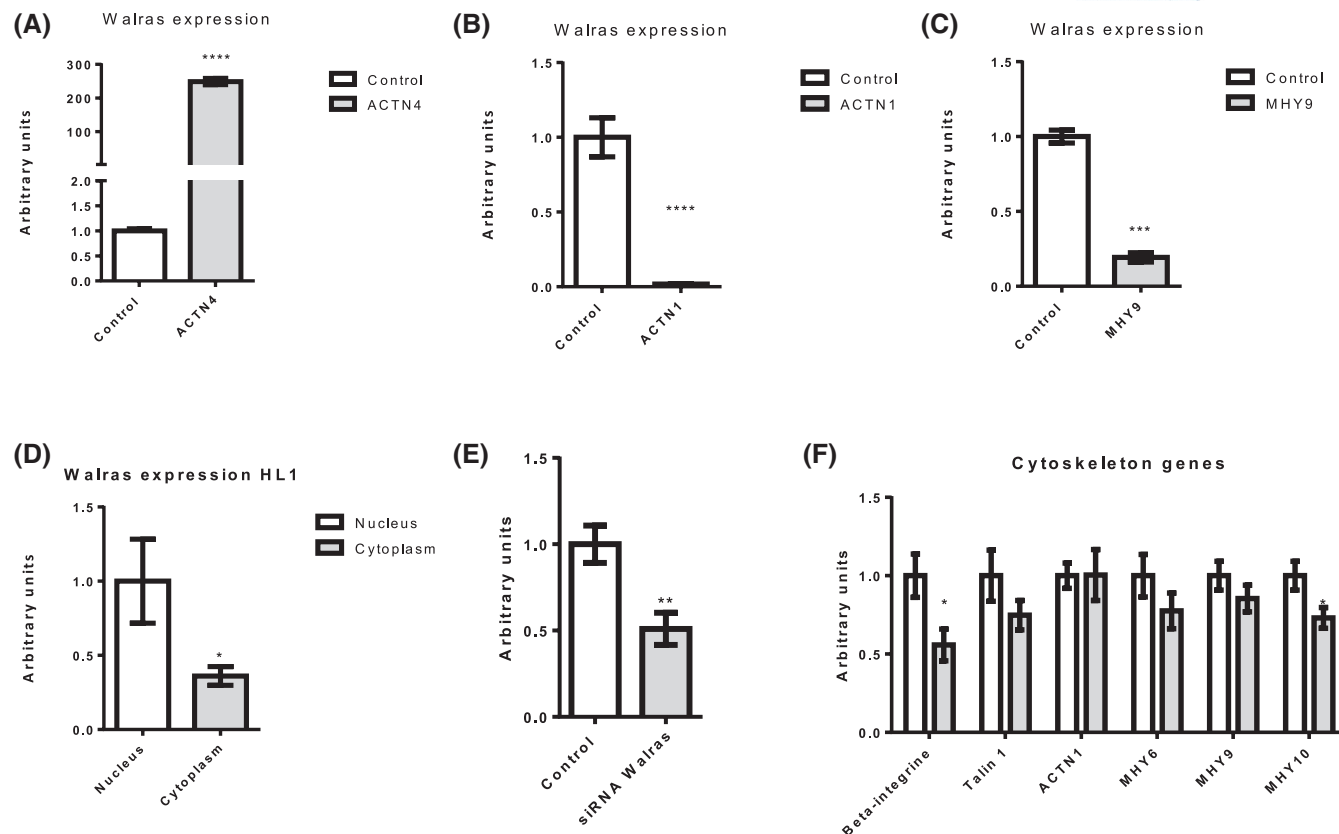 (A)
Walras expression
****
300
200
100
2.0
1.5
1.0
0.5
0.0
Arbitrary units
Control
ACTN4
Control
ACTN4
(B)
Walras expression
1.5
1.0
0.5
0.0
Arbitrary units
****
Control
ACTN1
Control
ACTN1
(C)
Walras expression
1.5
1.0
0.5
0.0
Arbitrary units
***
Control
MHY9
Control
MHY9
(D)
Walras expression HL1
1.5
1.0
0.5
0.0
Arbitrary units
*
Nucleus
Cytoplasm
Nucleus
Cytoplasm
(E)
1.5
1.0
0.5
0.0
Arbitrary units
**
Control
siRNA Walras
(F)
Cytoskeleton genes
1.5
1.0
0.5
0.0
Arbitrary units
*
*
Beta-integrine
Talin 1
ACTN1
MHY6
MHY9
MHY10